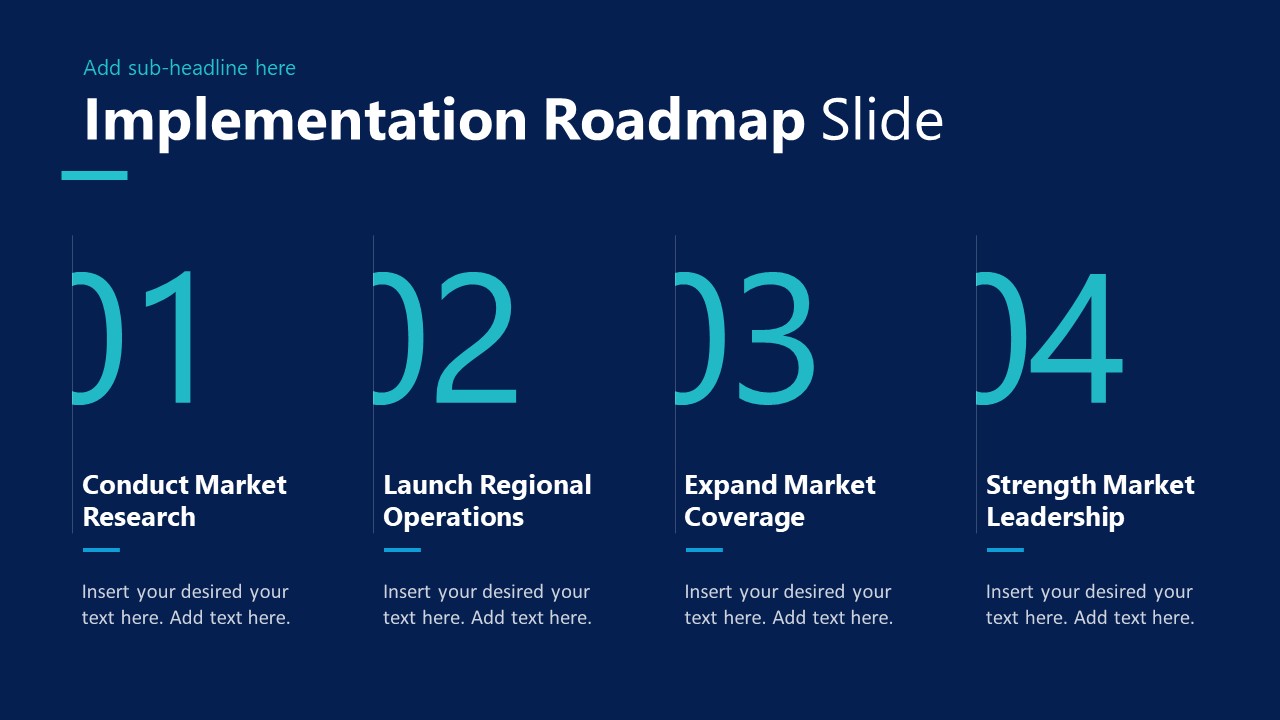 Add sub-headline here
Implementation Roadmap Slide
01
Conduct Market
Research
Insert your desired your
text here. Add text here.
02
Launch Regional
Operations
Insert your desired your
text here. Add text here.
03
Expand Market
Coverage
Insert your desired your
text here. Add text here.
04
Strength Market
Leadership
Insert your desired your
text here. Add text here.